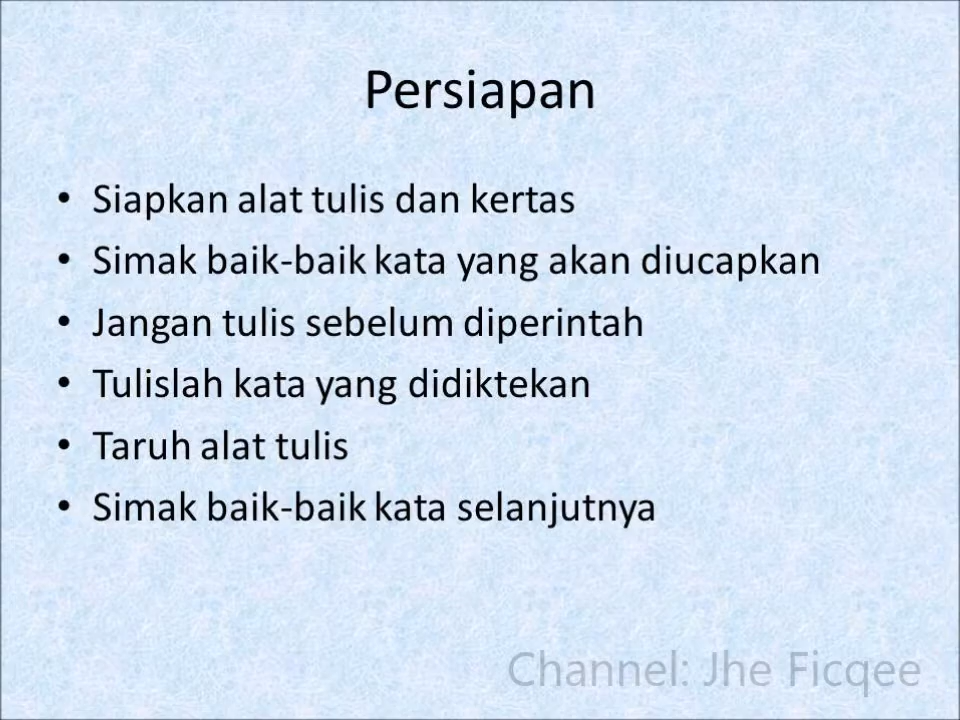 Persiapan
• Siapkan alat tulis dan kertas
• Simak baik-baik kata yang akan diucapkan
• Jangan tulis sebelum diperintah
• Tulislah kata yang didiktekan
• Taruh alat tulis
• Simak baik-baik kata selanjutnya
Channel: Jhe Ficqee